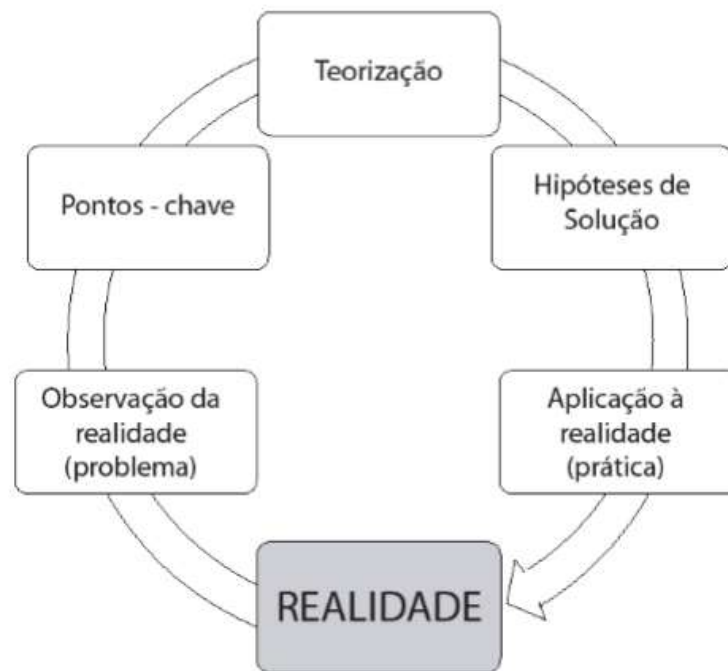 Teorização
Pontos - chave
Hipóteses de
Solução
Observação da
realidade
(problema)
Aplicação à
realidade
(prática)
REALIDADE